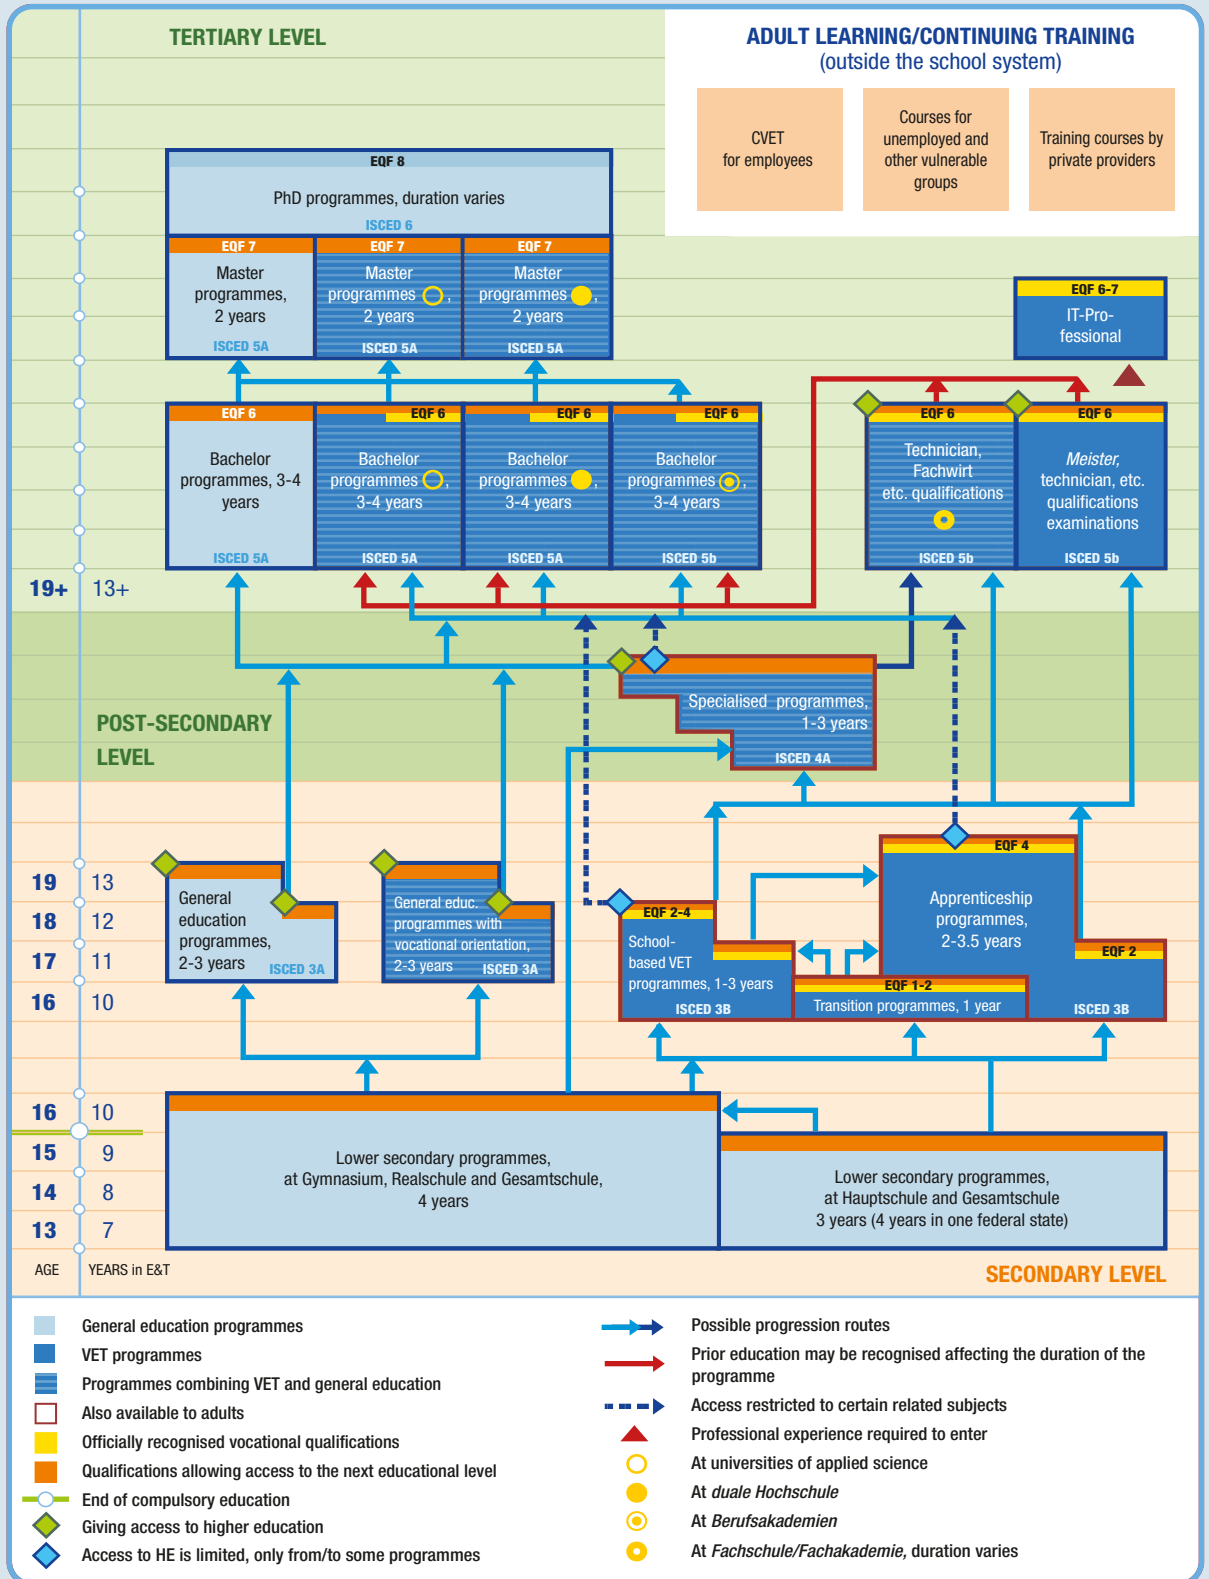 TERTIARY LEVEL
ADULT LEARNING/CONTINUING TRAINING
(outside the school system)
CVET
for employees
Courses for
unemployed and
other vulnerable
groups
Training courses by
private providers
EQF 8
PhD programmes, duration varies
ISCED 6
EQF 7
Master
programmes,
2 years
ISCED 5A
EQF 7
Master
programmes ,
2 years
ISCED 5A
EQF 7
Master
programmes ,
2 years
ISCED 5A
EQF 6-7
IT-Pro-
fessional
EQF 6
Bachelor
programmes, 3-4
years
ISCED 5A
EQF 6
Bachelor
programmes ,
3-4 years
ISCED 5A
EQF 6
Bachelor
programmes ,
3-4 years
ISCED 5A
EQF 6
Bachelor
programmes ,
3-4 years
ISCED 5b
EQF 6
Technician,
Fachwirt
etc. qualifications
ISCED 5b
EQF 6
Meister,
technician, etc.
qualifications
examinations
ISCED 5b
19+ 13+
POST-SECONDARY
LEVEL
Specialised programmes,
1-3 years
ISCED 4A
19 13
18 12
17 11
16 10
General
education
programmes,
2-3 years
ISCED 3A
General educ.
programmes with
vocational orientation,
2-3 years
ISCED 3A
EQF 2-4
School-
based VET
programmes, 1-3 years
ISCED 3B
EQF 4
Apprenticeship
programmes,
2-3.5 years
EQF 2
EQF 1-2
Transition programmes, 1 year
ISCED 3B
16 10
15 9
14 8
13 7
Lower secondary programmes,
at Gymnasium, Realschule and Gesamtschule,
4 years
Lower secondary programmes,
at Hauptschule and Gesamtschule
3 years (4 years in one federal state)
AGE YEARS in E&T
SECONDARY LEVEL
General education programmes
VET programmes
Programmes combining VET and general education
Also available to adults
Officially recognised vocational qualifications
Qualifications allowing access to the next educational level
End of compulsory education
Giving access to higher education
Access to HE is limited, only from/to some programmes
Possible progression routes
Prior education may be recognised affecting the duration of the
programme
Access restricted to certain related subjects
Professional experience required to enter
At universities of applied science
At duale Hochschule
At Berufsakademien
At Fachschule/Fachakademie, duration varies